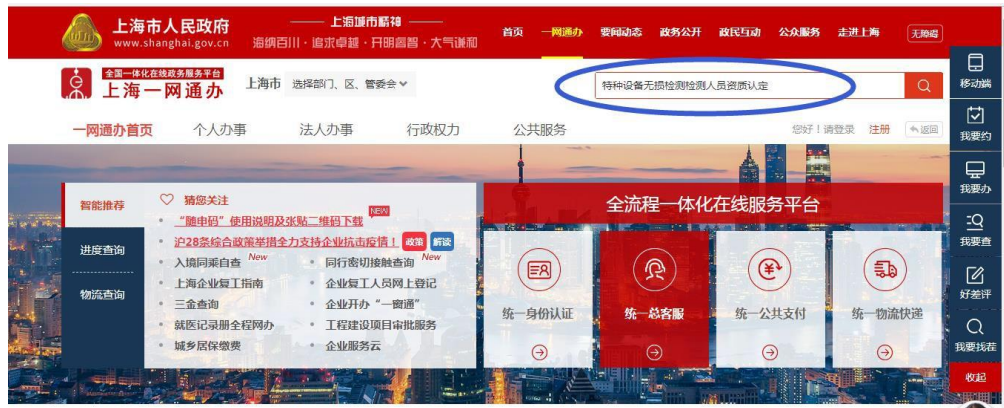 上海市人民政府
www.shanghai.gov.cn
上海城市精神
海纳百川·追求卓越·开明睿智·大气谦和
首页 一网通办 要闻动态 政务公开 政民互动 公众服务 走进上海 无障碍
全国一体化在线政务服务平台
上海一网通办
上海市 选择部门、区、管委会
特种设备无损检测检测人员资质认定
一网通办首页 个人办事 法人办事 行政权力 公共服务
您好！请登录 注册 返回
移动端
我要约
我要办
我要查
好差评
我要找茬
收起
智能推荐
进度查询
物流查询
猜您关注
“随申码”使用说明及张贴二维码下载 NEW
沪28条综合政策举措全力支持企业抗击疫情！ 政策 解读
入境同乘自查 New 同行密切接触查询 New
上海企业复工指南 企业复工人员网上登记
三金查询 企业开办“一窗通”
就医记录册全程网办 工程建设项目审批服务
城乡居保缴费 企业服务云
全流程一体化在线服务平台
统一身份认证 统一总客服 统一公共支付 统一物流快递